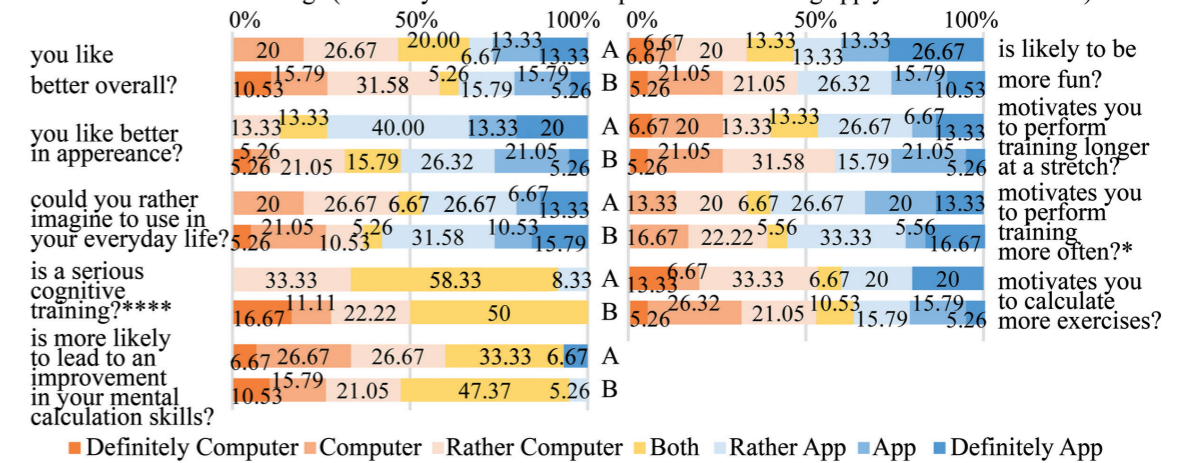 0% 50% 100% 0% 50% 100%
you like
better overall?
20 26.67 20.00 6.67 13.33 13.33 A
10.53 15.79 31.58 5.26 15.79 15.79 5.26 B
you like better
in appereance?
13.33 13.33 40.00 13.33 20 A
5.26 5.26 21.05 15.79 26.32 21.05 5.26 B
could you rather
imagine to use in
your everyday life?
20 26.67 6.67 26.67 6.67 13.33 A
5.26 21.05 10.53 5.26 31.58 10.53 15.79 B
is a serious
cognitive
training?****
33.33 58.33 8.33 A
16.67 11.11 22.22 50 B
is more likely
to lead to an
improvement
in your mental
calculation skills?
6.67 26.67 26.67 33.33 6.67 A
10.53 15.79 21.05 47.37 5.26 B
6.67 6.67 20 13.33 13.33 13.33 26.67
5.26 21.05 21.05 26.32 15.79 10.53
is likely to be
more fun?
6.67 20 13.33 13.33 26.67 6.67 13.33
5.26 21.05 31.58 15.79 21.05 5.26
motivates you
to perform
training longer
at a stretch?
13.33 20 6.67 26.67 20 13.33
16.67 22.22 5.56 33.33 5.56 16.67
motivates you
to perform
training
more often?*
13.33 6.67 33.33 6.67 20 20
5.26 26.32 21.05 10.53 15.79 15.79 5.26
motivates you
to calculate
more exercises?
Definitely Computer Computer Rather Computer Both Rather App App Definitely App